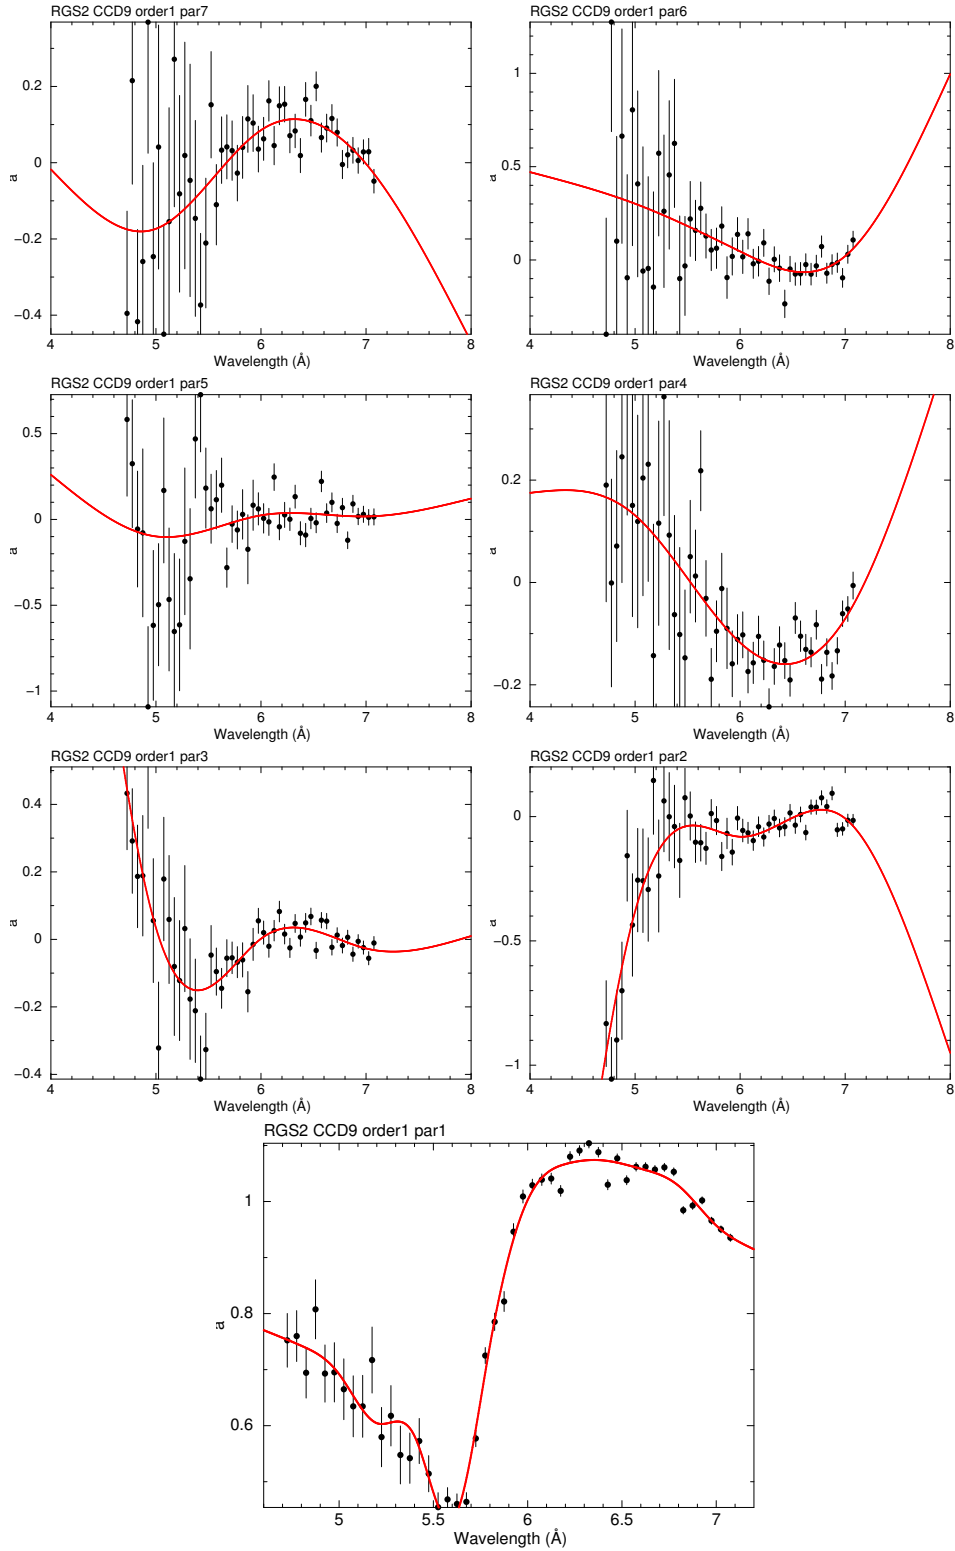 RGS2 CCD9 order1 par7
0.2
0
−0.2
−0.4
a
4 5 6 7 8
Wavelength (Å)
RGS2 CCD9 order1 par6
1
0.5
0
a
4 5 6 7 8
Wavelength (Å)
RGS2 CCD9 order1 par5
0.5
0
−0.5
−1
a
4 5 6 7 8
Wavelength (Å)
RGS2 CCD9 order1 par4
0.2
0
−0.2
a
4 5 6 7 8
Wavelength (Å)
RGS2 CCD9 order1 par3
0.4
0.2
0
−0.2
−0.4
a
4 5 6 7 8
Wavelength (Å)
RGS2 CCD9 order1 par2
0
−0.5
−1
a
4 5 6 7 8
Wavelength (Å)
RGS2 CCD9 order1 par1
1
0.8
0.6
a
5 5.5 6 6.5 7
Wavelength (Å)